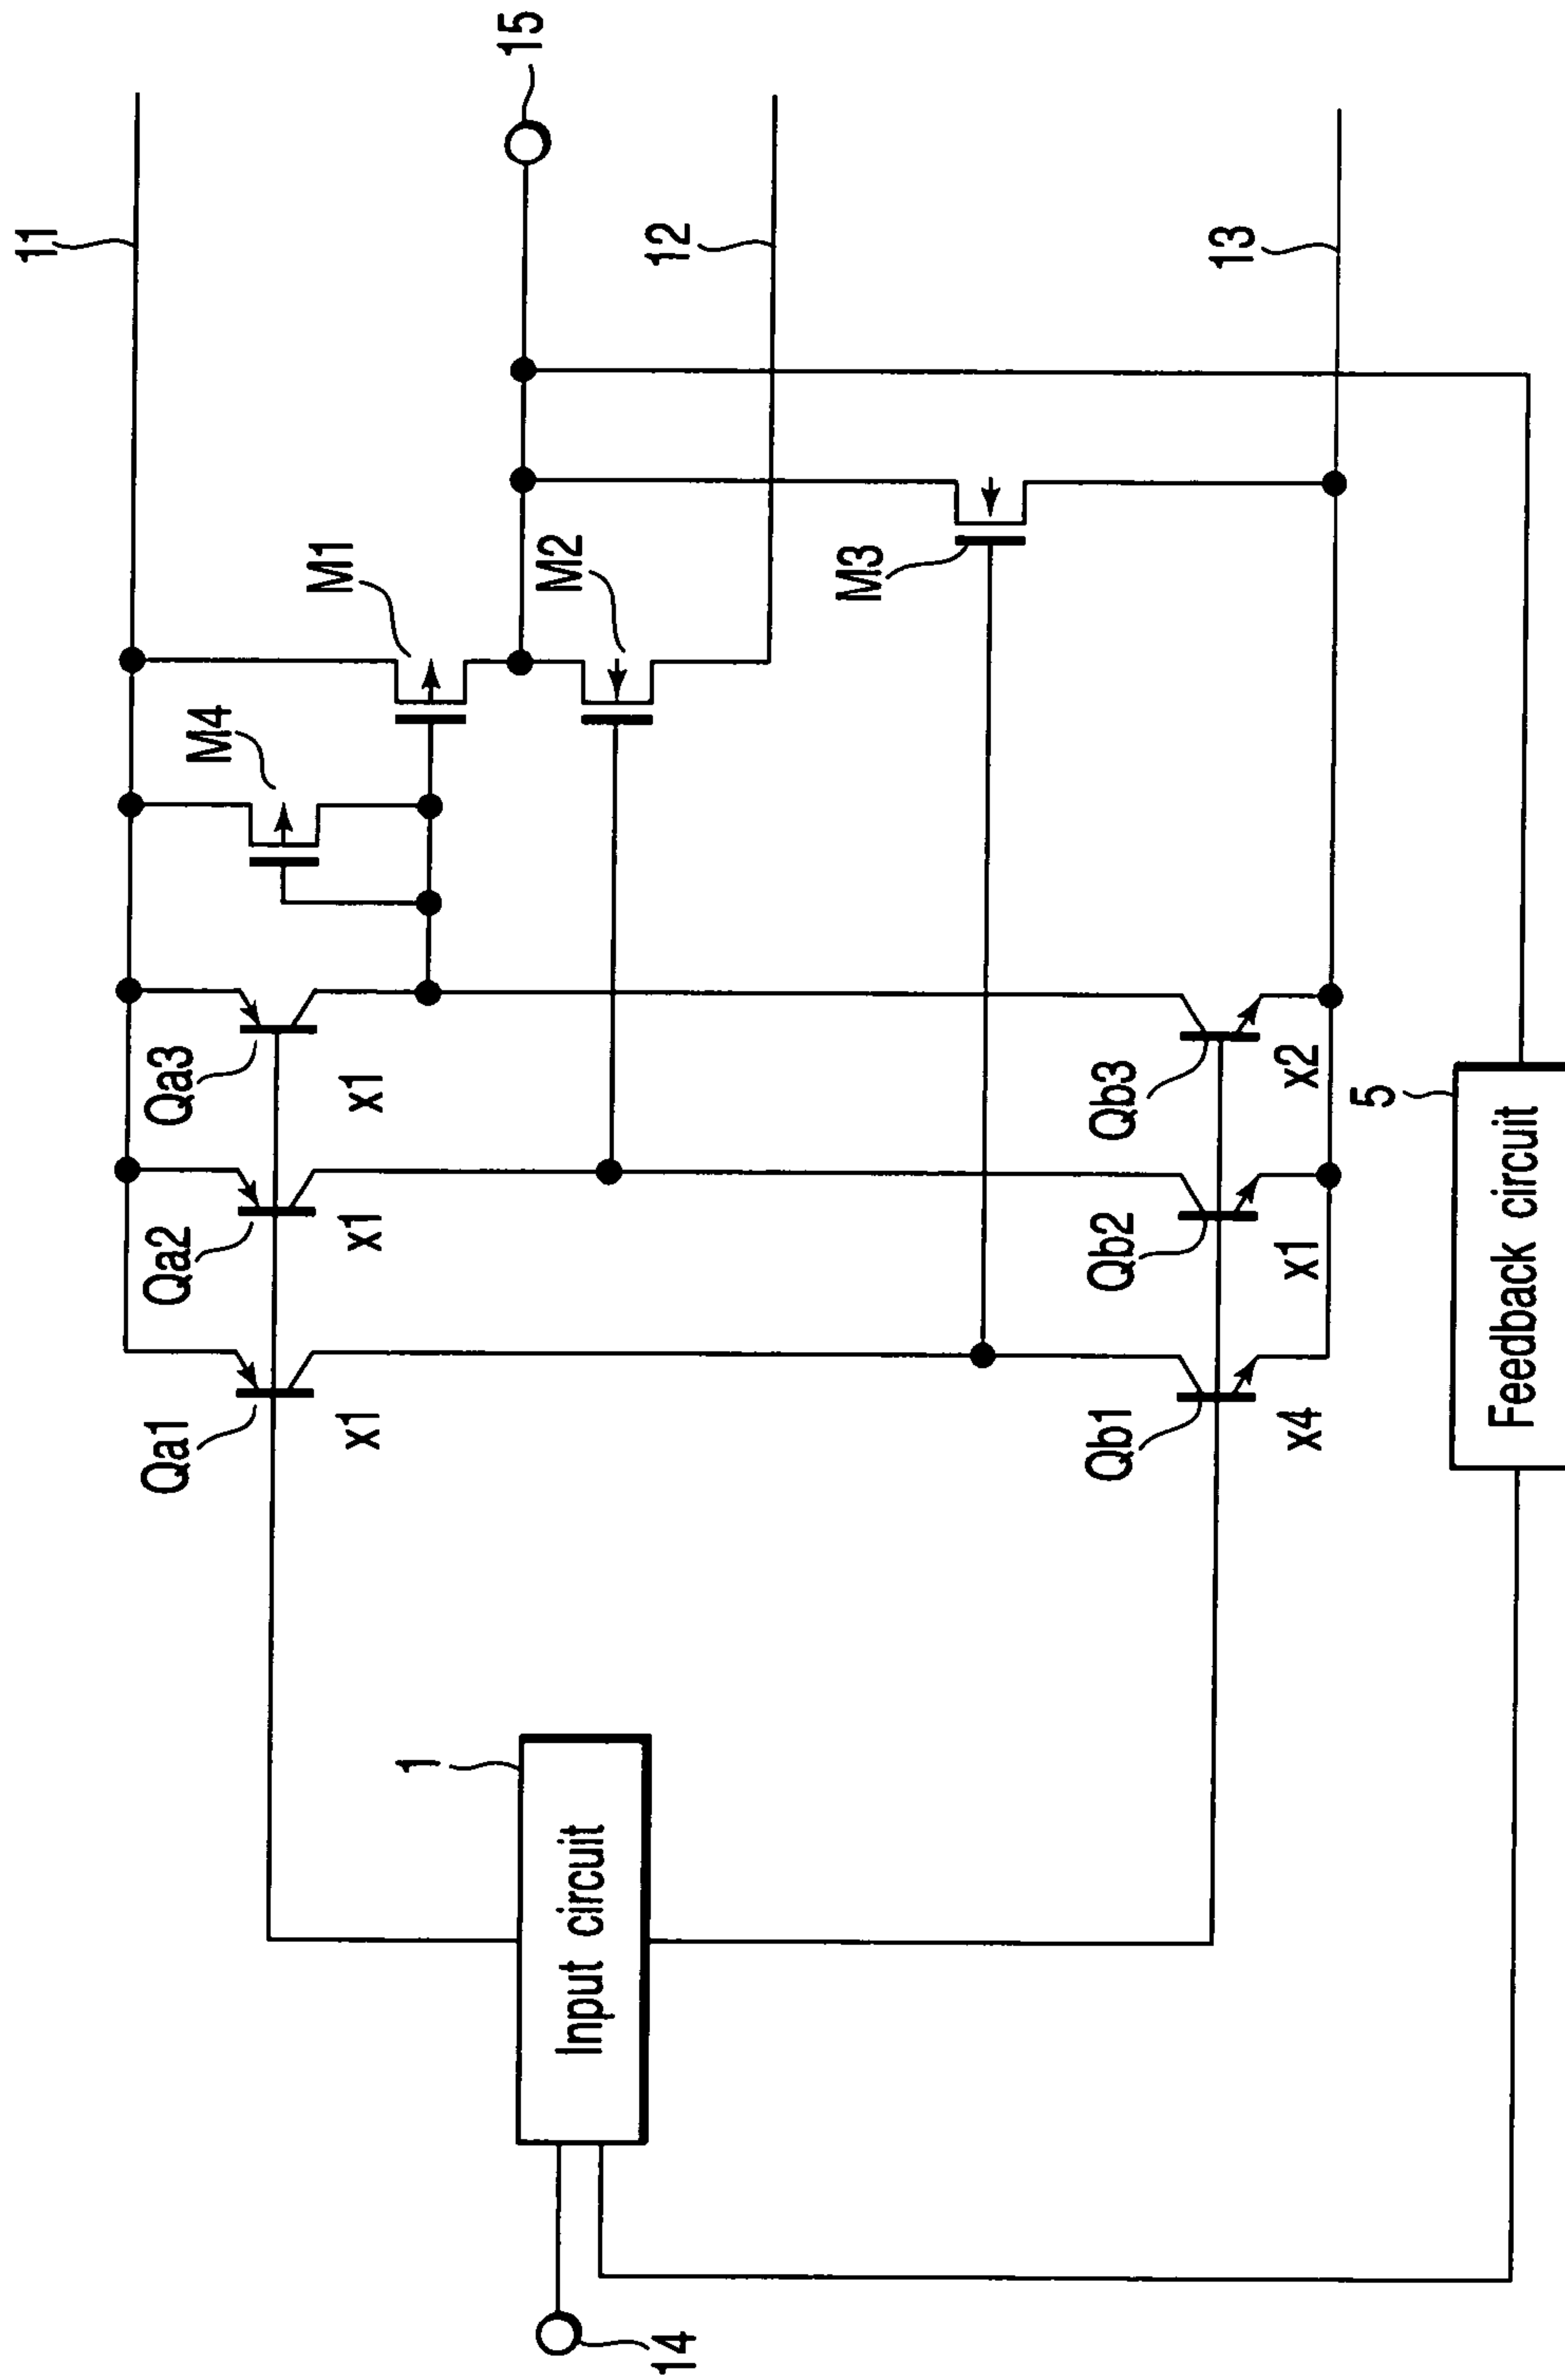 11
15
12
13
M1
M2
M3
M4
Qa3
x1
Qa2
x1
Qa1
x1
Qb3
x2
Qb2
x1
Qb1
x4
5
Feedback circuit
1
Input circuit
14